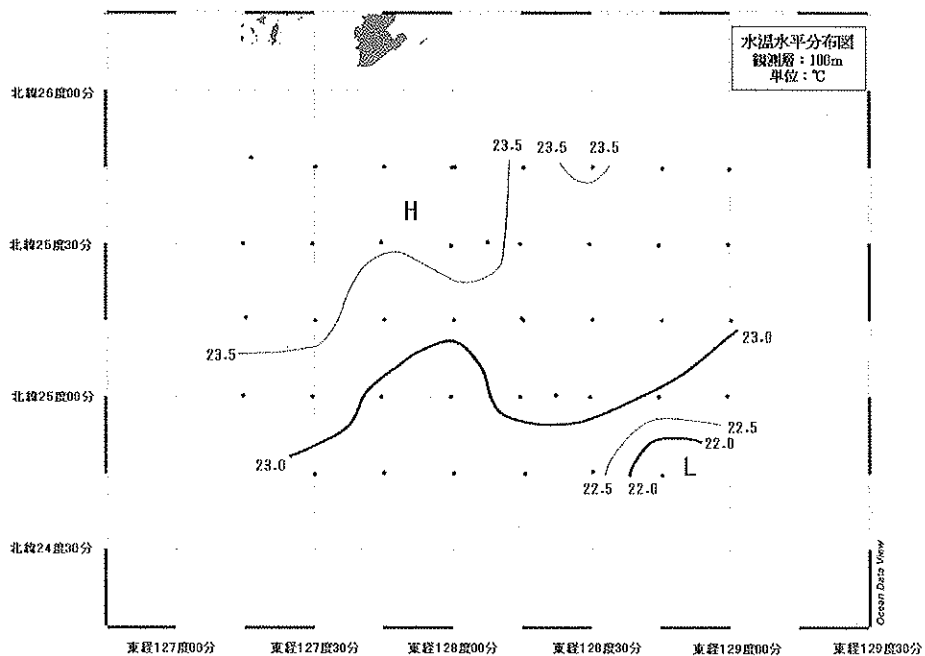 水温水平分布図
観測層：100m
単位：℃
北緯26度00分
23.5
23.5
23.5
H
北緯25度30分
23.5
23.0
北緯25度00分
22.5
22.0
23.0
L
22.5
22.0
北緯24度30分
Ocean Data View
東経127度00分
東経127度30分
東経128度00分
東経128度30分
東経129度00分
東経129度30分